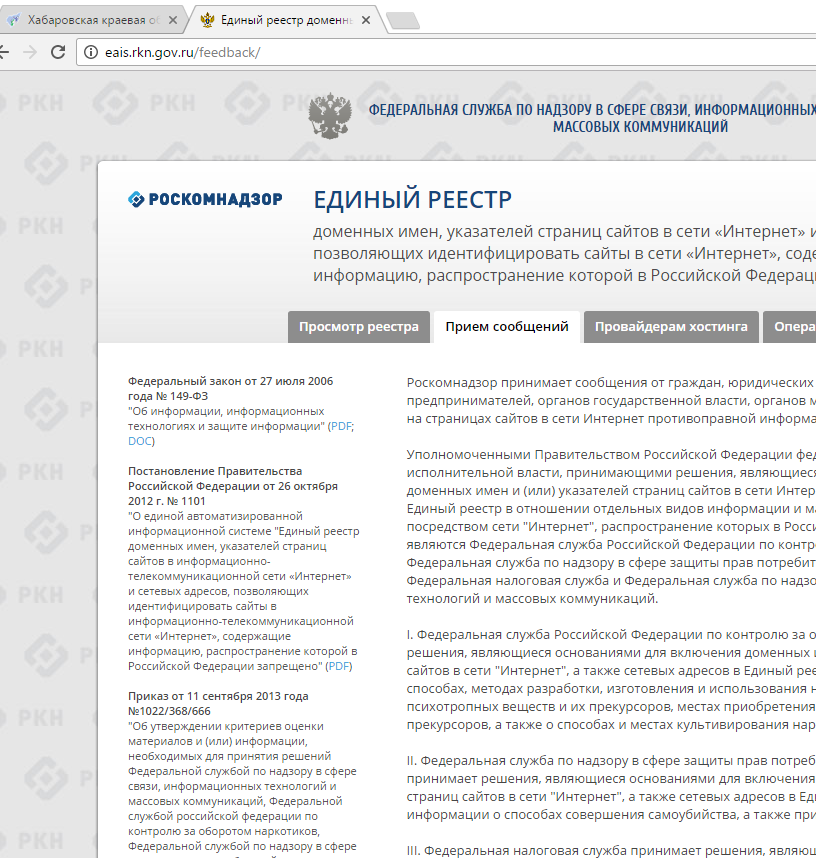 Хабаровская краевая
Единый реестр доменн
eais.rkn.gov.ru/feedback/
ФЕДЕРАЛЬНАЯ СЛУЖБА ПО НАДЗОРУ В СФЕРЕ СВЯЗИ, ИНФОРМАЦИОННЫХ
МАССОВЫХ КОММУНИКАЦИЙ
РОСКОМНАДЗОР
ЕДИНЫЙ РЕЕСТР
доменных имен, указателей страниц сайтов в сети «Интернет» и
позволяющих идентифицировать сайты в сети «Интернет», соде
информацию, распространение которой в Российской Федерац
Просмотр реестра
Прием сообщений
Провайдерам хостинга
Опера
Федеральный закон от 27 июля 2006
года № 149-ФЗ
"Об информации, информационных
технологиях и защите информации" (PDF;
DOC)
Постановление Правительства
Российской Федерации от 26 октября
2012 г. № 1101
"О единой автоматизированной
информационной системе "Единый реестр
доменных имен, указателей страниц
сайтов в информационно-
телекоммуникационной сети «Интернет»
и сетевых адресов, позволяющих
идентифицировать сайты в
информационно-телекоммуникационной
сети «Интернет», содержащие
информацию, распространение которой в
Российской Федерации запрещено" (PDF)
Приказ от 11 сентября 2013 года
№1022/368/666
"Об утверждении критериев оценки
материалов и (или) информации,
необходимых для принятия решений
Федеральной службой по надзору в сфере
связи, информационных технологий и
массовых коммуникаций, Федеральной
службой российской федерации по
контролю за оборотом наркотиков,
Федеральной службой по надзору в сфере
Роскомнадзор принимает сообщения от граждан, юридических
предпринимателей, органов государственной власти, органов м
на страницах сайтов в сети Интернет противоправной информа
Уполномоченными Правительством Российской Федерации фед
исполнительной власти, принимающими решения, являющиеся
доменных имен и (или) указателей страниц сайтов в сети Интер
Единый реестр в отношении отдельных видов информации и ма
посредством сети "Интернет", распространение которых в Росси
являются Федеральная служба Российской Федерации по контр
Федеральная служба по надзору в сфере защиты прав потребит
Федеральная налоговая служба и Федеральная служба по надзо
технологий и массовых коммуникаций.
I. Федеральная служба Российской Федерации по контролю за о
решения, являющиеся основаниями для включения доменных и
сайтов в сети "Интернет", а также сетевых адресов в Единый рее
способах, методах разработки, изготовления и использования н
психотропных веществ и их прекурсоров, местах приобретения
прекурсоров, а также о способах и местах культивирования нар
II. Федеральная служба по надзору в сфере защиты прав потреб
принимает решения, являющиеся основаниями для включения
страниц сайтов в сети "Интернет", а также сетевых адресов в Еди
информации о способах совершения самоубийства, а также при
III. Федеральная налоговая служба принимает решения, являющ